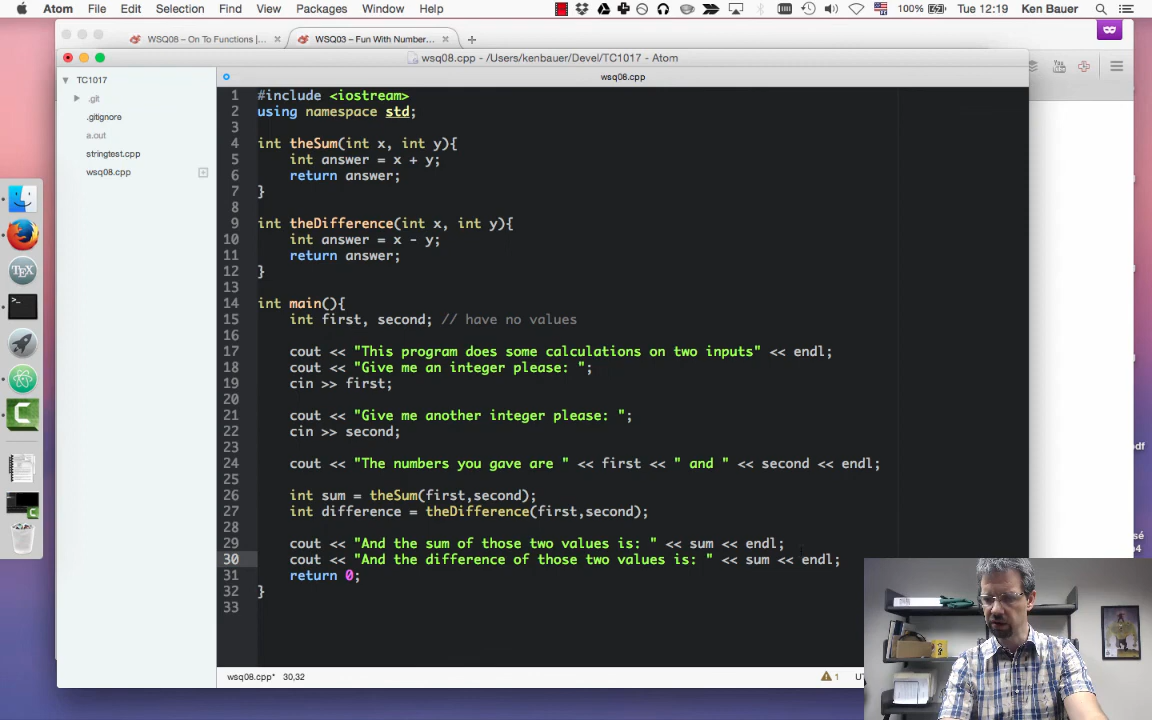 Atom File Edit Selection Find View Packages Window Help 100% Tue 12:19 Ken Bauer
WSQ08 – On To Functions |... WSQ03 – Fun With Number...
wsq08.cpp - /Users/kenbauer/Devel/TC1017 - Atom
TC1017
.git
.gitignore
a.out
stringtest.cpp
wsq08.cpp
wsq08.cpp
1 #include <iostream>
2 using namespace std;
3
4 int theSum(int x, int y){
5 int answer = x + y;
6 return answer;
7 }
8
9 int theDifference(int x, int y){
10 int answer = x - y;
11 return answer;
12 }
13
14 int main(){
15 int first, second; // have no values
16
17 cout << "This program does some calculations on two inputs" << endl;
18 cout << "Give me an integer please: ";
19 cin >> first;
20
21 cout << "Give me another integer please: ";
22 cin >> second;
23
24 cout << "The numbers you gave are " << first << " and " << second << endl;
25
26 int sum = theSum(first,second);
27 int difference = theDifference(first,second);
28
29 cout << "And the sum of those two values is: " << sum << endl;
30 cout << "And the difference of those two values is: " << sum << endl;
31 return 0;
32 }
33
wsq08.cpp* 30,32 1
TEX
You